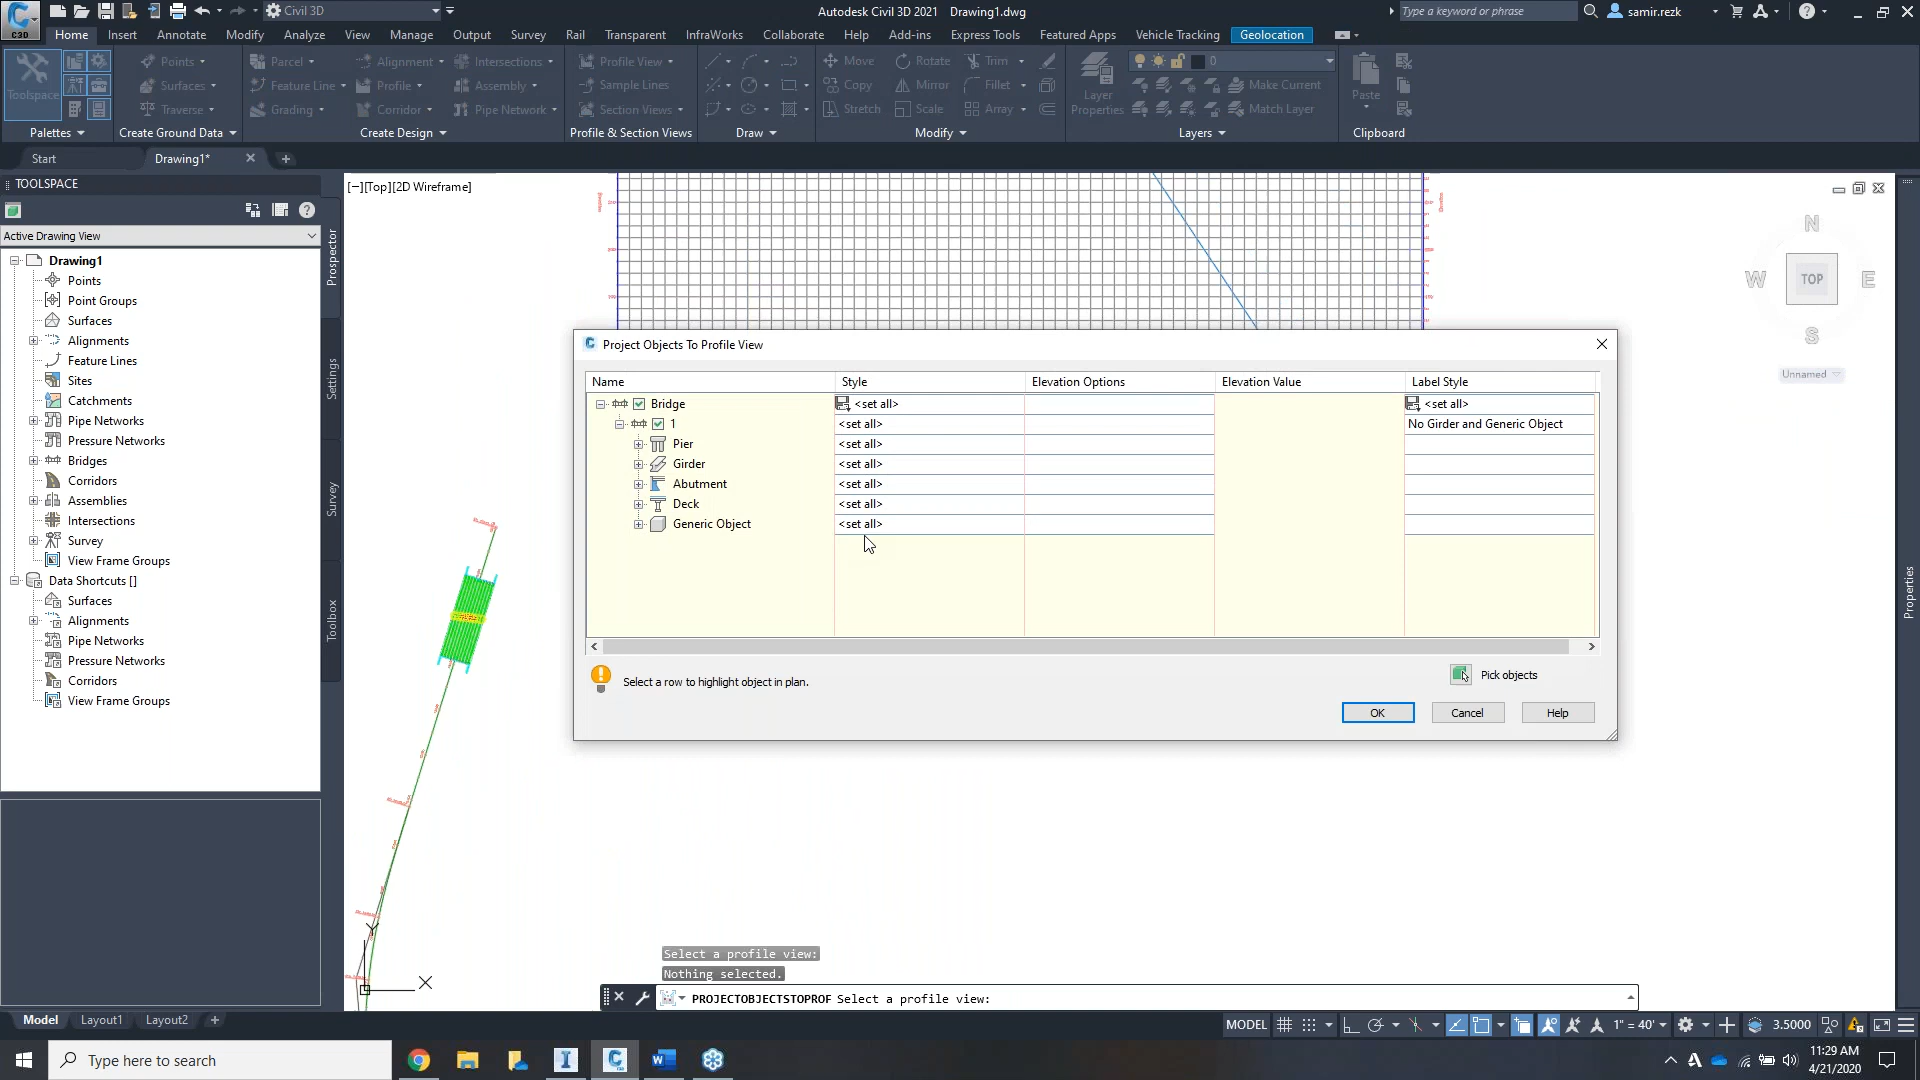 C3D
Civil 3D
Autodesk Civil 3D 2021 Drawing1.dwg
Type a keyword or phrase
samir.rezk
Home Insert Annotate Modify Analyze View Manage Output Survey Rail Transparent InfraWorks Collaborate Help Add-ins Express Tools Featured Apps Vehicle Tracking Geolocation
Points Parcel Alignment Intersections Profile View Move Rotate Trim 0
Toolspace Surfaces Feature Line Profile Assembly Sample Lines Copy Mirror Fillet Layer Properties Make Current Paste
Traverse Grading Corridor Pipe Network Section Views Stretch Scale Array Match Layer
Palettes Create Ground Data Create Design Profile & Section Views Draw Modify Layers Clipboard
Start Drawing1*
TOOLSPACE
[−][Top][2D Wireframe]
Active Drawing View
Drawing1
Points
Point Groups
Surfaces
Alignments
Feature Lines
Sites
Catchments
Pipe Networks
Pressure Networks
Bridges
Corridors
Assemblies
Intersections
Survey
View Frame Groups
Data Shortcuts []
Surfaces
Alignments
Pipe Networks
Pressure Networks
Corridors
View Frame Groups
Prospector
Settings
Survey
Toolbox
N
W TOP E
S
Unnamed
Properties
Project Objects To Profile View
Name Style Elevation Options Elevation Value Label Style
Bridge <set all> <set all>
1 <set all> No Girder and Generic Object
Pier <set all>
Girder <set all>
Abutment <set all>
Deck <set all>
Generic Object <set all>
Select a row to highlight object in plan.
Pick objects
OK Cancel Help
Y
X
Select a profile view:
Nothing selected.
PROJECTOBJECTSTOPROF Select a profile view:
Model Layout1 Layout2
MODEL 1" = 40' 3.5000
Type here to search
11:29 AM
4/21/2020